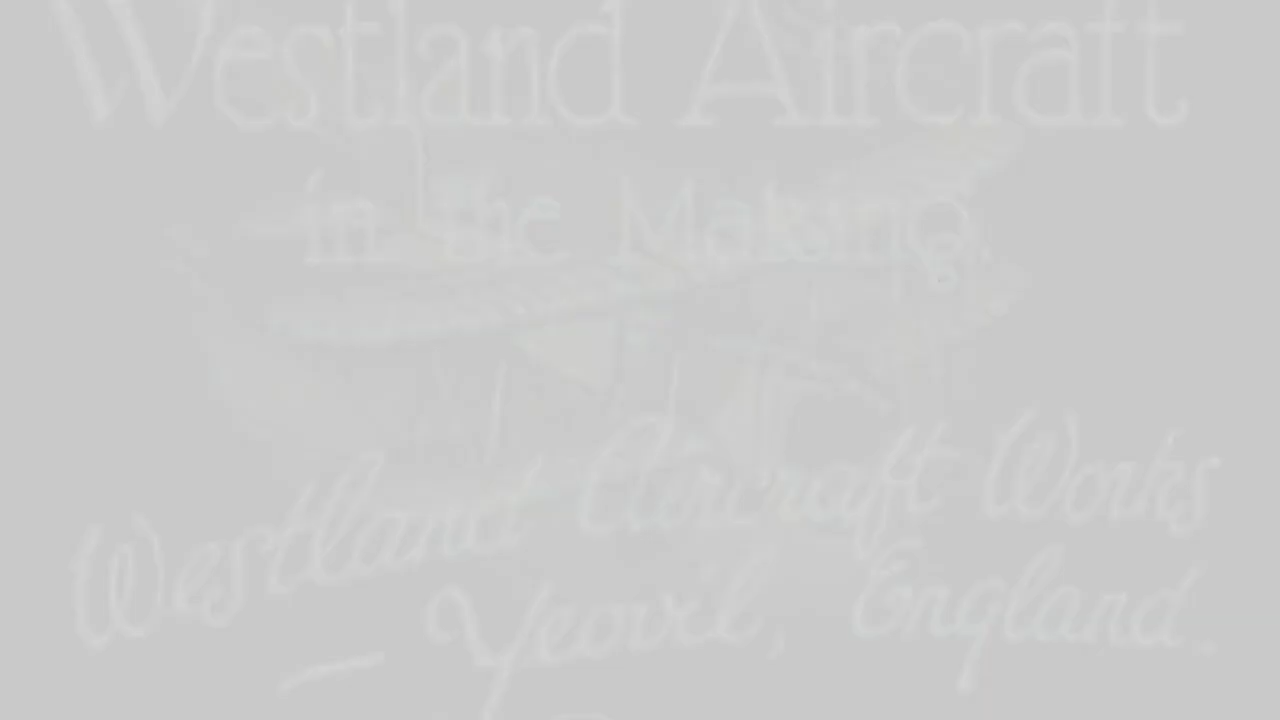 Westland Aircraft
in the Making.
Westland Aircraft Works
— Yeovil, England.